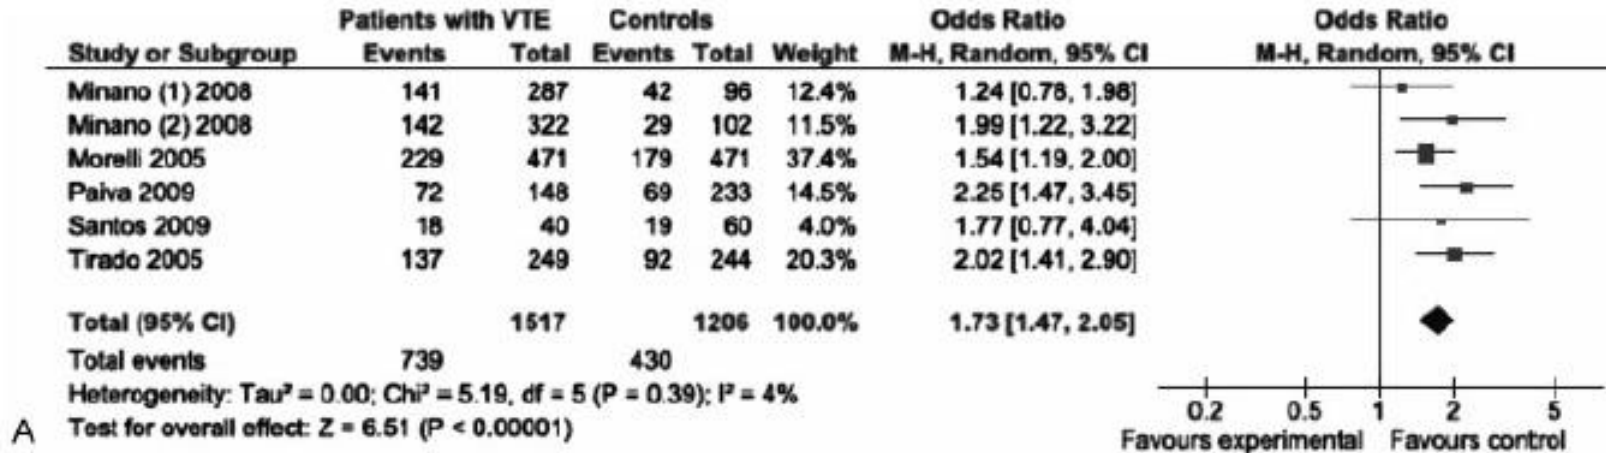 Patients with VTE Controls Odds Ratio Odds Ratio
Study or Subgroup Events Total Events Total Weight M-H, Random, 95% CI M-H, Random, 95% CI
Minano (1) 2008 141 287 42 96 12.4% 1.24 [0.78, 1.98]
Minano (2) 2008 142 322 29 102 11.5% 1.99 [1.22, 3.22]
Morelli 2005 229 471 179 471 37.4% 1.54 [1.19, 2.00]
Paiva 2009 72 148 69 233 14.5% 2.25 [1.47, 3.45]
Santos 2009 18 40 19 60 4.0% 1.77 [0.77, 4.04]
Tirado 2005 137 249 92 244 20.3% 2.02 [1.41, 2.90]
Total (95% CI) 1517 1206 100.0% 1.73 [1.47, 2.05]
Total events 739 430
Heterogeneity: Tau² = 0.00; Chi² = 5.19, df = 5 (P = 0.39); I² = 4%
0.2 0.5 1 2 5
A Test for overall effect: Z = 6.51 (P < 0.00001)
Favours experimental Favours control